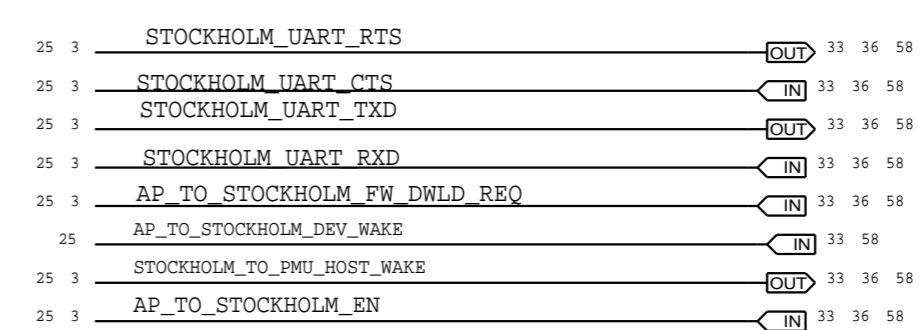 25 3 STOCKHOLM_UART_RTS OUT 33 36 58
25 3 STOCKHOLM_UART_CTS IN 33 36 58
25 3 STOCKHOLM_UART_TXD OUT 33 36 58
25 3 STOCKHOLM_UART_RXD IN 33 36 58
25 3 AP_TO_STOCKHOLM_FW_DWLD_REQ IN 33 36 58
25 AP_TO_STOCKHOLM_DEV_WAKE IN 33 58
25 3 STOCKHOLM_TO_PMU_HOST_WAKE OUT 33 36 58
25 3 AP_TO_STOCKHOLM_EN IN 33 36 58